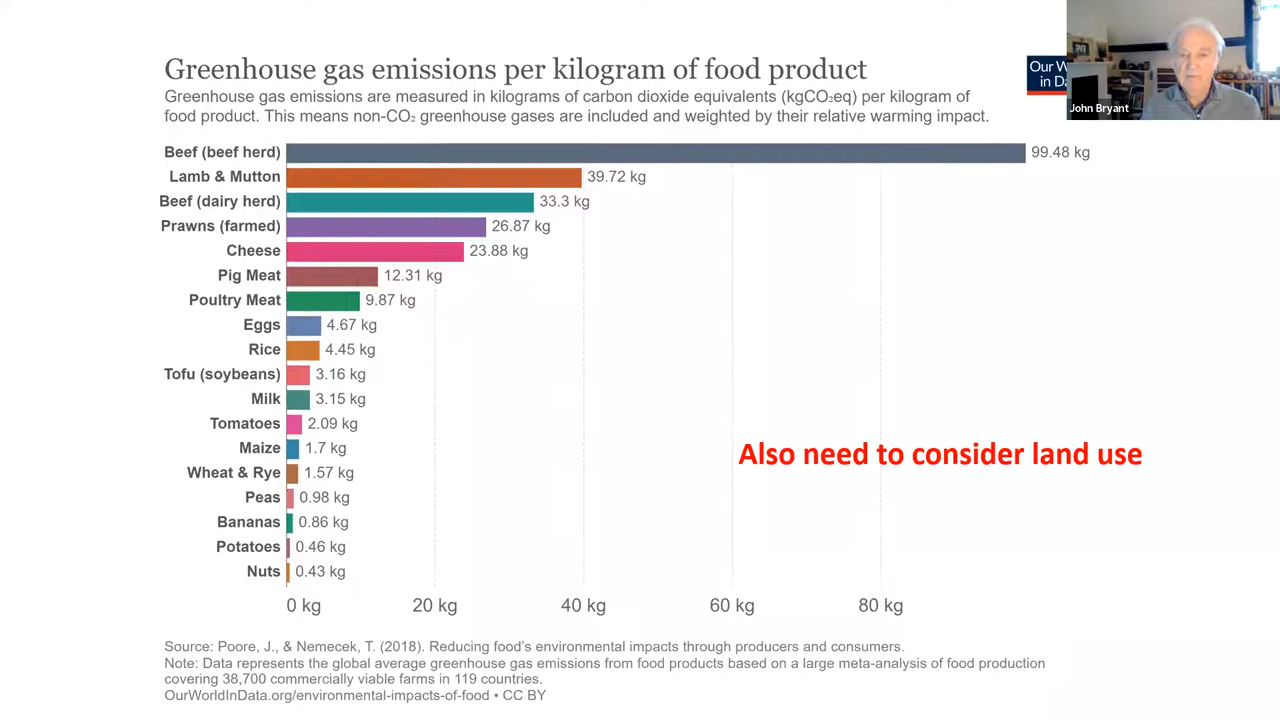 Greenhouse gas emissions per kilogram of food product
Our W
in Da
John Bryant
Greenhouse gas emissions are measured in kilograms of carbon dioxide equivalents (kgCO₂eq) per kilogram of
food product. This means non-CO₂ greenhouse gases are included and weighted by their relative warming impact.
Beef (beef herd) 99.48 kg
Lamb & Mutton 39.72 kg
Beef (dairy herd) 33.3 kg
Prawns (farmed) 26.87 kg
Cheese 23.88 kg
Pig Meat 12.31 kg
Poultry Meat 9.87 kg
Eggs 4.67 kg
Rice 4.45 kg
Tofu (soybeans) 3.16 kg
Milk 3.15 kg
Tomatoes 2.09 kg
Maize 1.7 kg
Also need to consider land use
Wheat & Rye 1.57 kg
Peas 0.98 kg
Bananas 0.86 kg
Potatoes 0.46 kg
Nuts 0.43 kg
0 kg 20 kg 40 kg 60 kg 80 kg
Source: Poore, J., & Nemecek, T. (2018). Reducing food's environmental impacts through producers and consumers.
Note: Data represents the global average greenhouse gas emissions from food products based on a large meta-analysis of food production
covering 38,700 commercially viable farms in 119 countries.
OurWorldInData.org/environmental-impacts-of-food • CC BY